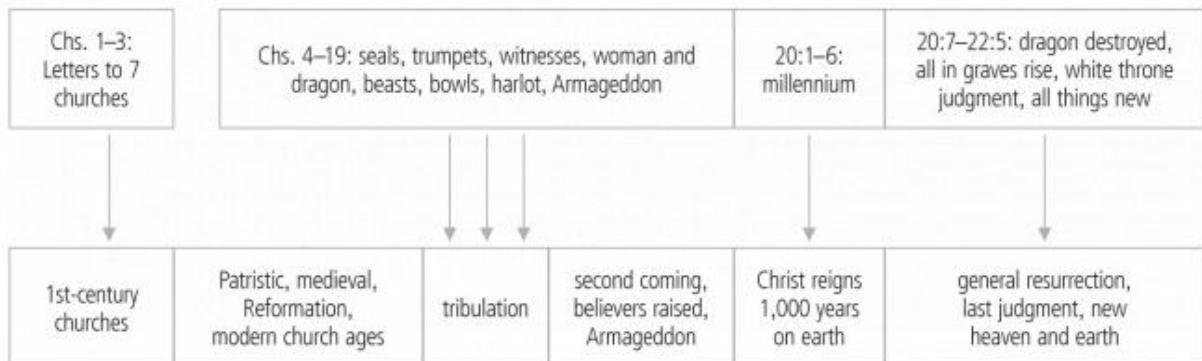 Chs. 1–3:
Letters to 7
churches
Chs. 4–19: seals, trumpets, witnesses, woman and
dragon, beasts, bowls, harlot, Armageddon
20:1–6:
millennium
20:7–22:5: dragon destroyed,
all in graves rise, white throne
judgment, all things new
1st-century
churches
Patristic, medieval,
Reformation,
modern church ages
tribulation
second coming,
believers raised,
Armageddon
Christ reigns
1,000 years
on earth
general resurrection,
last judgment, new
heaven and earth